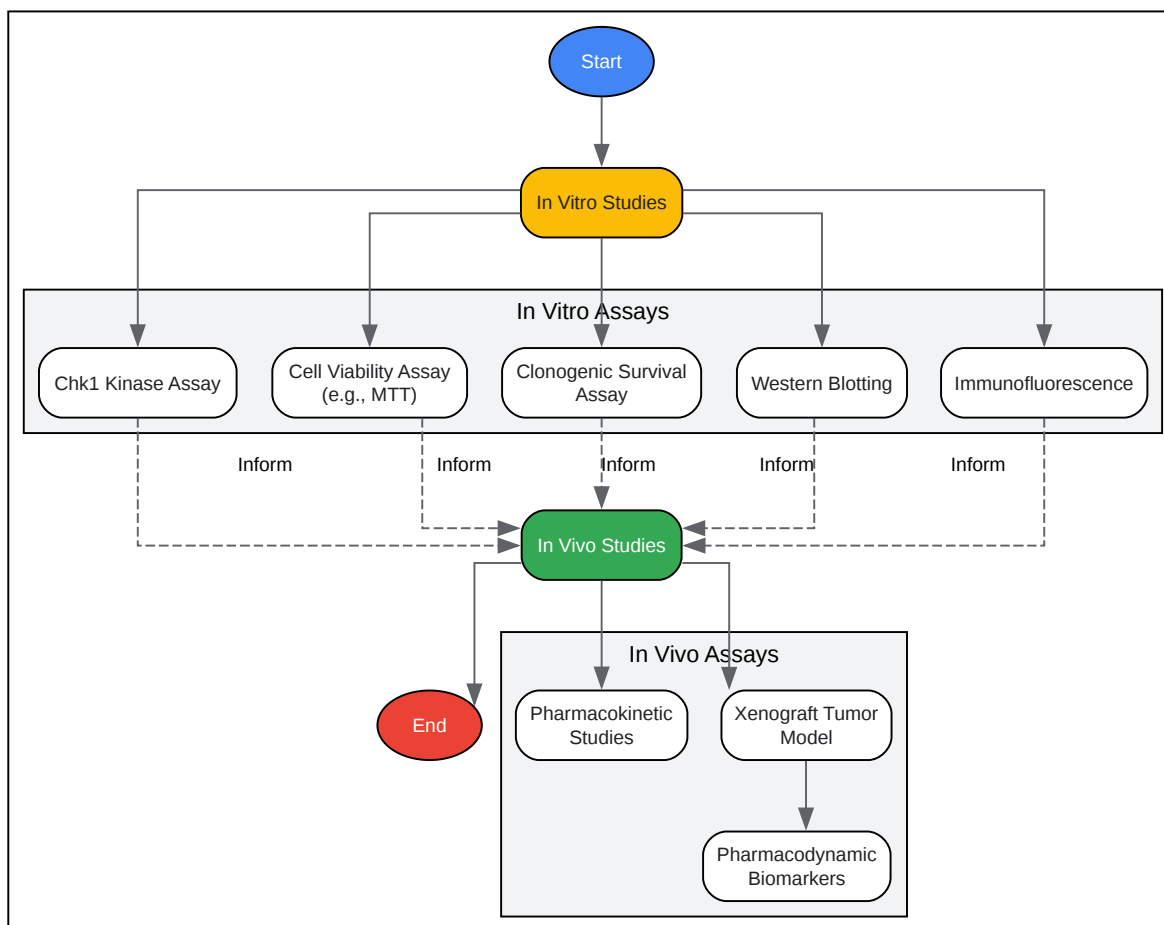 Start
In Vitro Studies
In Vitro Assays
Chk1 Kinase Assay
Cell Viability Assay
(e.g., MTT)
Clonogenic Survival
Assay
Western Blotting
Immunofluorescence
Inform
Inform
Inform
Inform
Inform
In Vivo Studies
In Vivo Assays
End
Pharmacokinetic
Studies
Xenograft Tumor
Model
Pharmacodynamic
Biomarkers